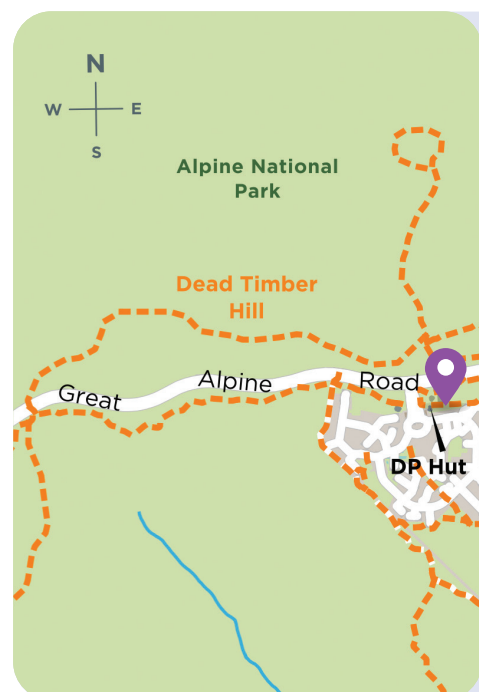 N
W E
S
Alpine National
Park
Dead Timber
Hill
Great Alpine Road
DP Hut